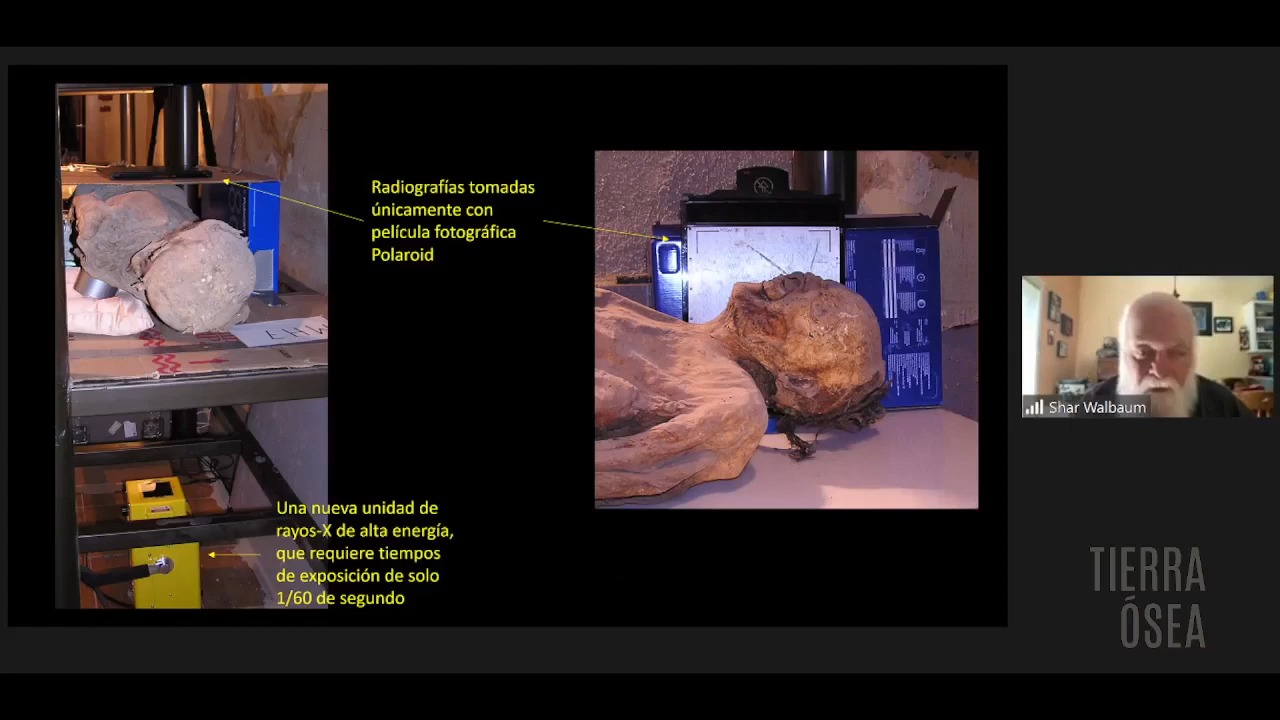 Radiografías tomadas
únicamente con
película fotográfica
Polaroid
Una nueva unidad de
rayos-X de alta energía,
que requiere tiempos
de exposición de solo
1/60 de segundo
Shar Walbaum
TIERRA
ÓSEA